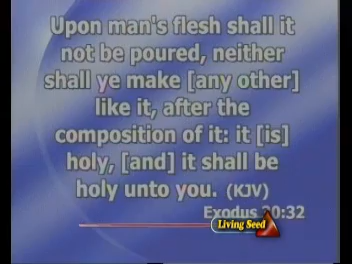 Upon man's flesh shall it
not be poured, neither
shall ye make [any other]
like it, after the
composition of it: it [is]
holy, [and] it shall be
holy unto you. (KJV)
Exodus :32
Living Seed